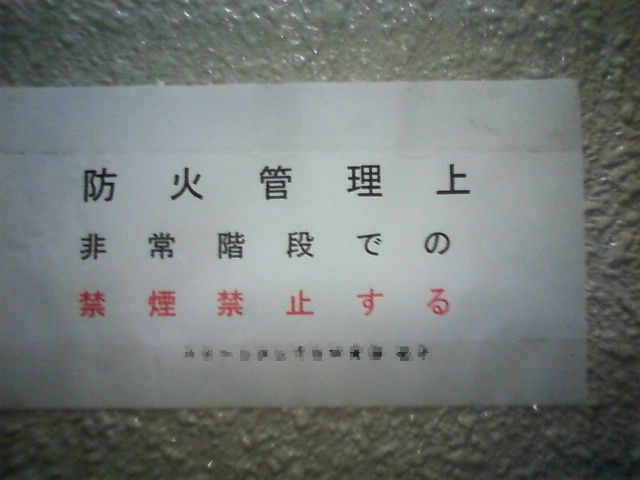 防火管理上
非常階段での
禁煙禁止する